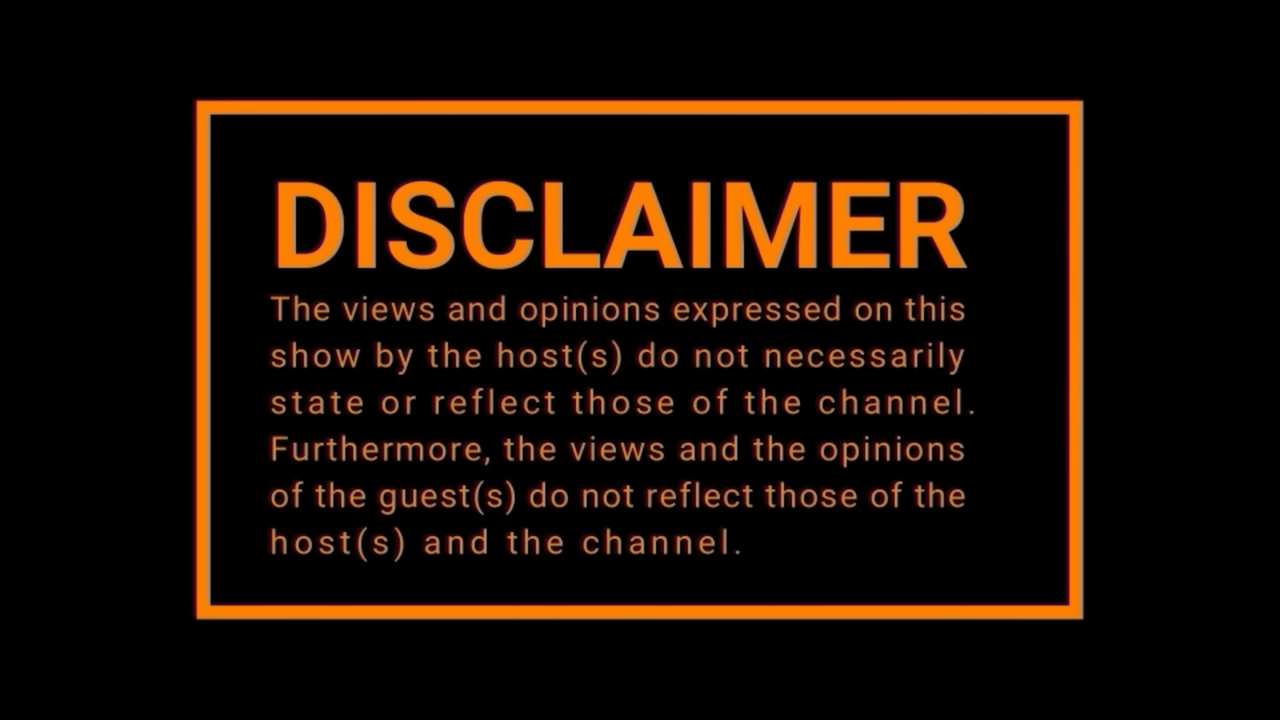 DISCLAIMER
The views and opinions expressed on this
show by the host(s) do not necessarily
state or reflect those of the channel.
Furthermore, the views and the opinions
of the guest(s) do not reflect those of the
host(s) and the channel.